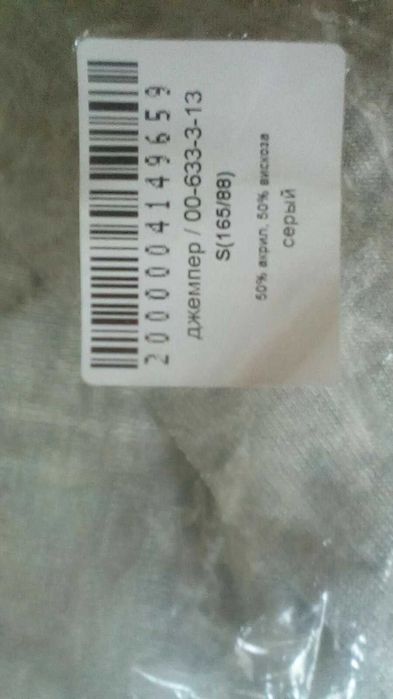 2000004149659
джемпер / 00-633-3-13
S(165/88)
50% акрил, 50% вискоза
серый